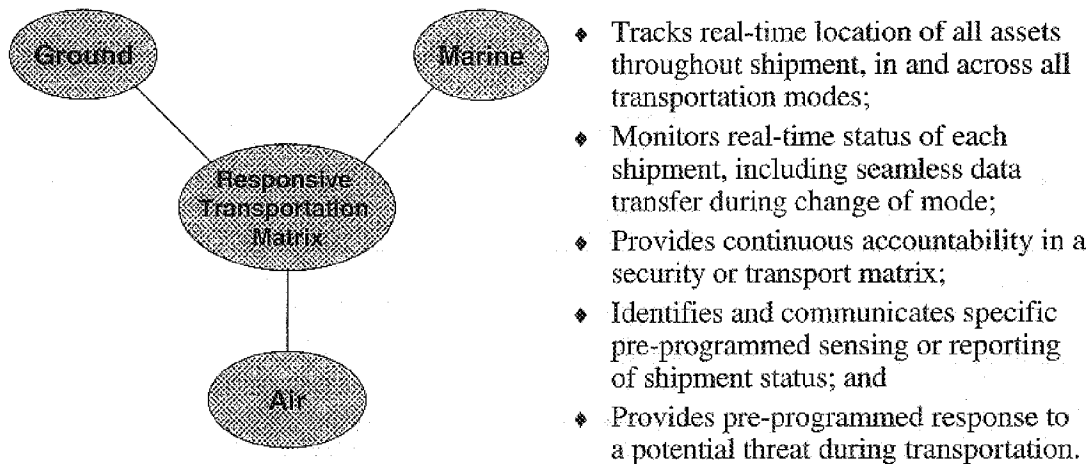 Ground
Marine
Responsive
Transportation
Matrix
Air
♦ Tracks real-time location of all assets
throughout shipment, in and across all
transportation modes;
♦ Monitors real-time status of each
shipment, including seamless data
transfer during change of mode;
♦ Provides continuous accountability in a
security or transport matrix;
♦ Identifies and communicates specific
pre-programmed sensing or reporting
of shipment status; and
♦ Provides pre-programmed response to
a potential threat during transportation.